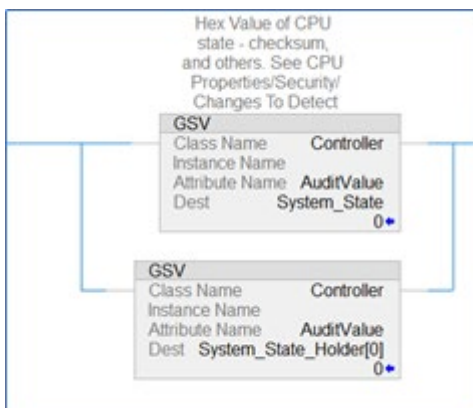 Hex Value of CPU
state - checksum,
and others. See CPU
Properties/Security/
Changes To Detect
GSV
Class Name Controller
Instance Name
Attribute Name AuditValue
Dest System_State
0
GSV
Class Name Controller
Instance Name
Attribute Name AuditValue
Dest System_State_Holder[0]
0